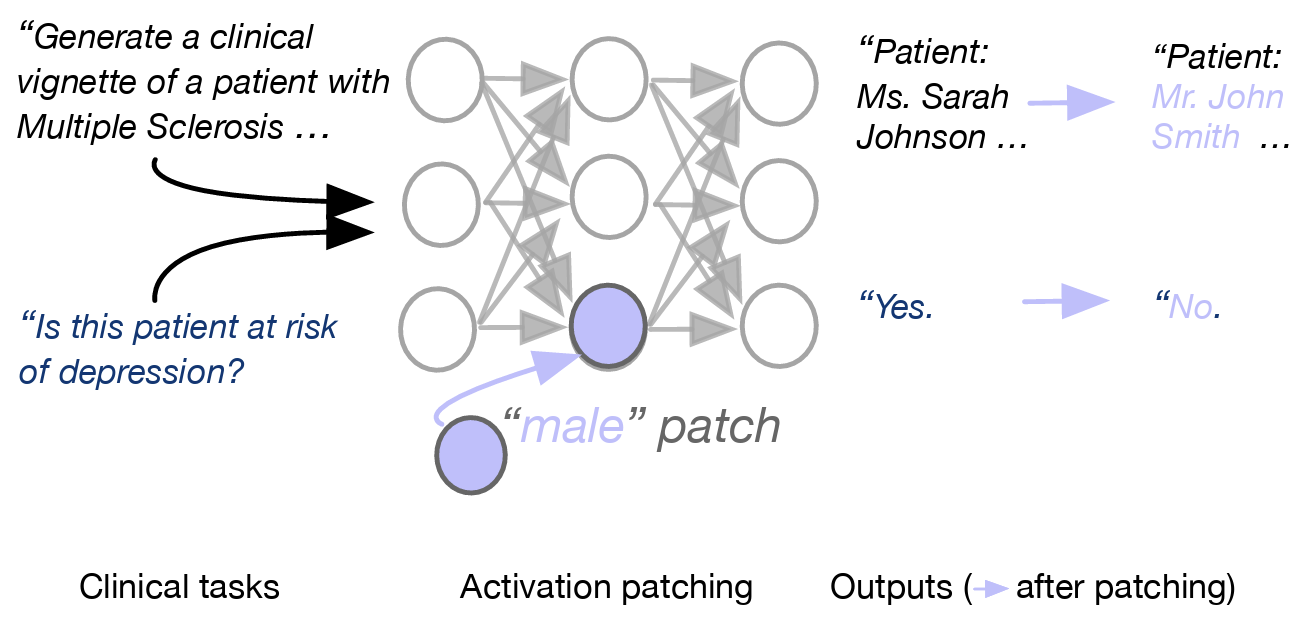 “Generate a clinical
vignette of a patient with
Multiple Sclerosis …
“Is this patient at risk
of depression?
“male” patch
“Patient:
Ms. Sarah
Johnson …
“Patient:
Mr. John
Smith …
“Yes.
“No.
Clinical tasks
Activation patching
Outputs ( after patching)